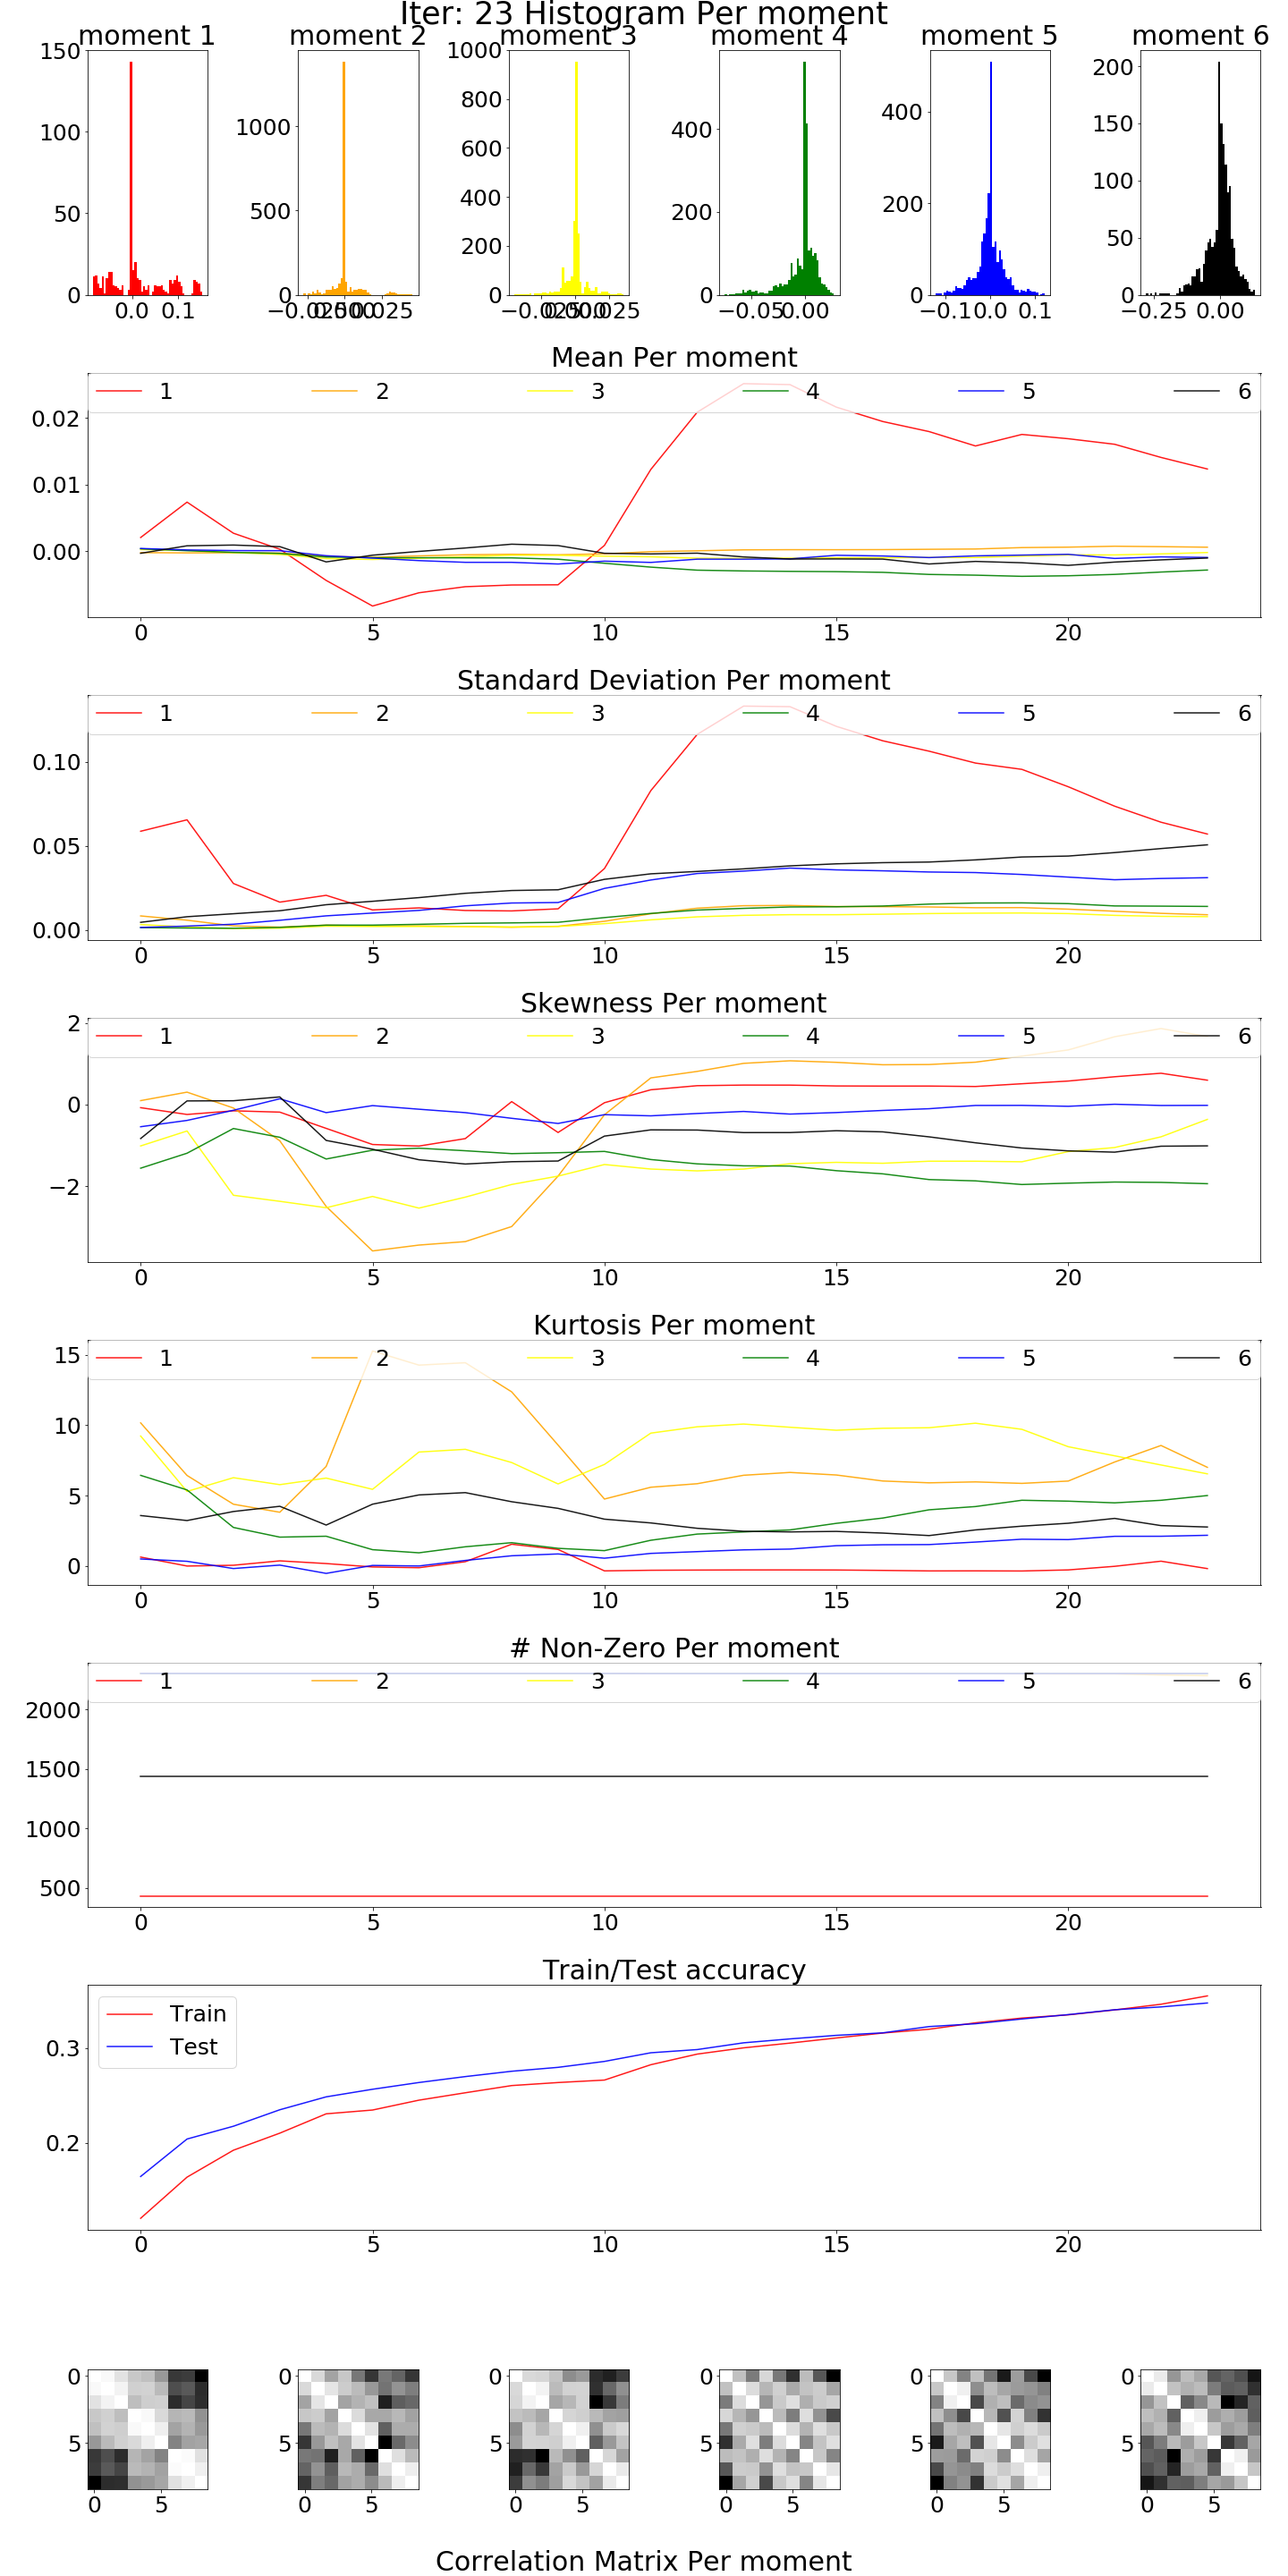 Iter: 23 Histogram Per moment
moment 1 moment 2 moment 3 moment 4 moment 5 moment 6
150 100 50 0
0.0 0.1
1000 500 0
1000 800 600 400 200 0
400 200 0
−0.05 0.00
400 200 0
−0.1 0.0 0.1
200 150 100 50 0
−0.25 0.00
Mean Per moment
1 2 3 4 5 6
0.02
0.01
0.00
0 5 10 15 20
Standard Deviation Per moment
1 2 3 4 5 6
0.10
0.05
0.00
0 5 10 15 20
Skewness Per moment
1 2 3 4 5 6
2
0
−2
0 5 10 15 20
Kurtosis Per moment
1 2 3 4 5 6
15
10
5
0
0 5 10 15 20
# Non-Zero Per moment
1 2 3 4 5 6
2000
1500
1000
500
0 5 10 15 20
Train/Test accuracy
Train
Test
0.3
0.2
0 5 10 15 20
0 0 0 0 0 0
5 5 5 5 5 5
0 5 0 5 0 5 0 5 0 5 0 5
Correlation Matrix Per moment